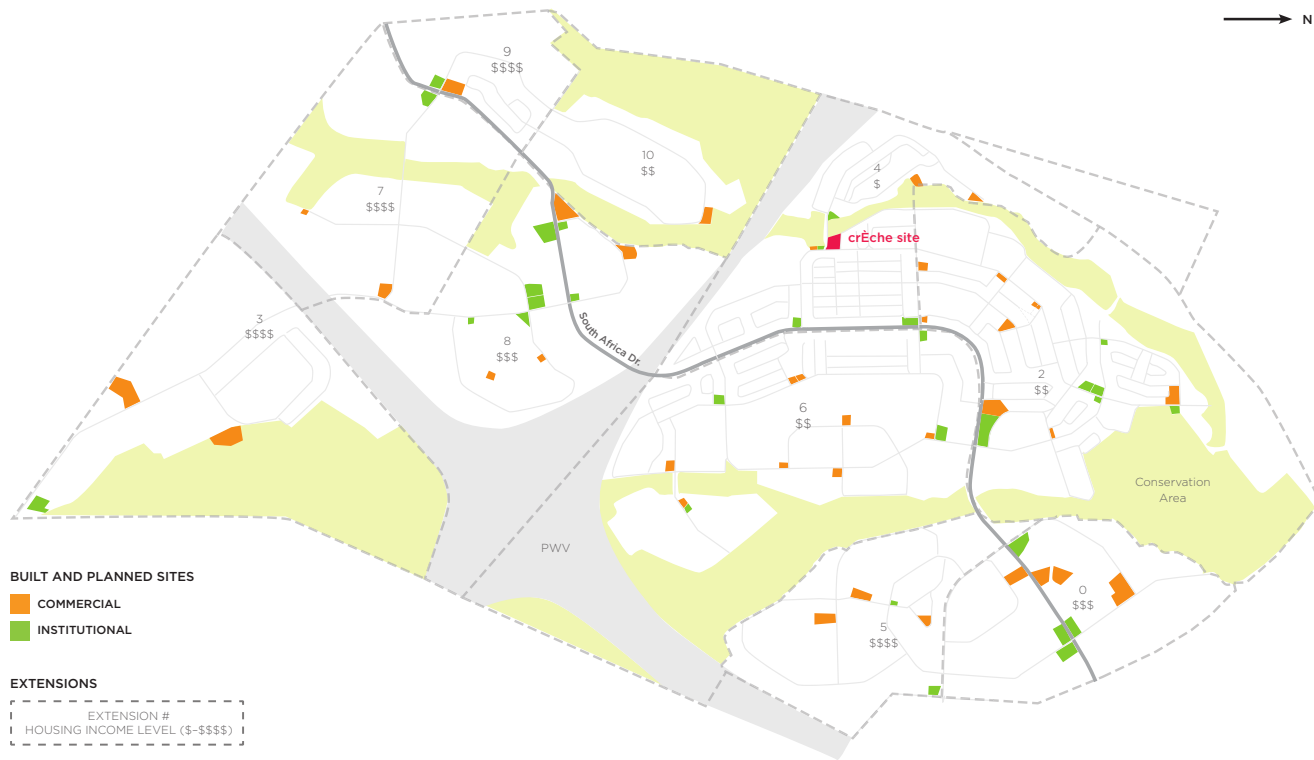 N
9
$$$$
10
$$
4
$
7
$$$$
crÈche site
3
$$$$
South Africa Dr.
8
$$$
2
$$
6
$$
Conservation
Area
PWV
0
$$$
5
$$$$
BUILT AND PLANNED SITES
COMMERCIAL
INSTITUTIONAL
EXTENSIONS
EXTENSION #
HOUSING INCOME LEVEL ($-$$$$)